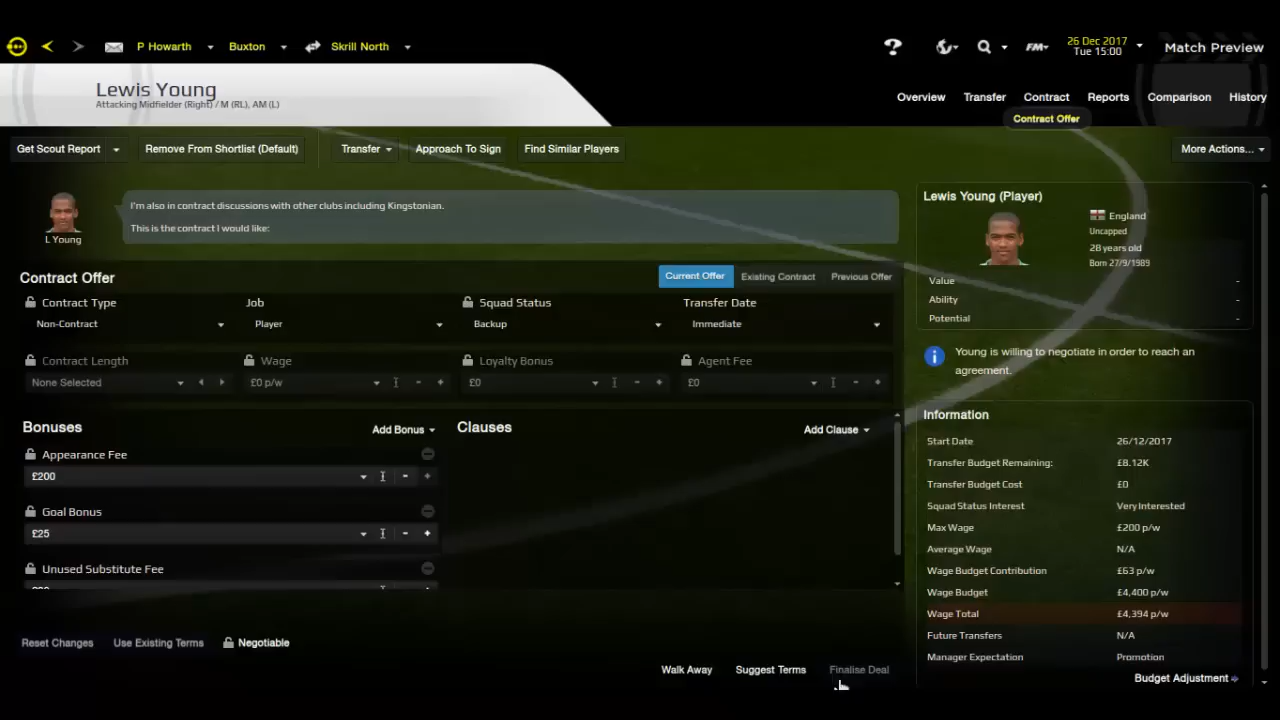 P Howarth
Buxton
Skrill North
FM
26 Dec 2017
Tue 15:00
Match Preview
Lewis Young
Attacking Midfielder (Right) / M (RL), AM (L)
Overview
Transfer
Contract
Reports
Comparison
History
Contract Offer
Get Scout Report
Remove From Shortlist (Default)
Transfer
Approach To Sign
Find Similar Players
More Actions...
L Young
I'm also in contract discussions with other clubs including Kingstonian.
This is the contract I would like:
Contract Offer
Current Offer
Existing Contract
Previous Offer
Contract Type
Job
Squad Status
Transfer Date
Non-Contract
Player
Backup
Immediate
Contract Length
Wage
Loyalty Bonus
Agent Fee
None Selected
£0 p/w
£0
£0
Bonuses
Add Bonus
Clauses
Add Clause
Appearance Fee
£200
Goal Bonus
£25
Unused Substitute Fee
Reset Changes
Use Existing Terms
Negotiable
Walk Away
Suggest Terms
Finalise Deal
Lewis Young (Player)
England
Uncapped
28 years old
Born 27/9/1989
Value -
Ability -
Potential -
Young is willing to negotiate in order to reach an
agreement.
Information
Start Date 26/12/2017
Transfer Budget Remaining: £8.12K
Transfer Budget Cost £0
Squad Status Interest Very Interested
Max Wage £200 p/w
Average Wage N/A
Wage Budget Contribution £63 p/w
Wage Budget £4,400 p/w
Wage Total £4,394 p/w
Future Transfers N/A
Manager Expectation Promotion
Budget Adjustment